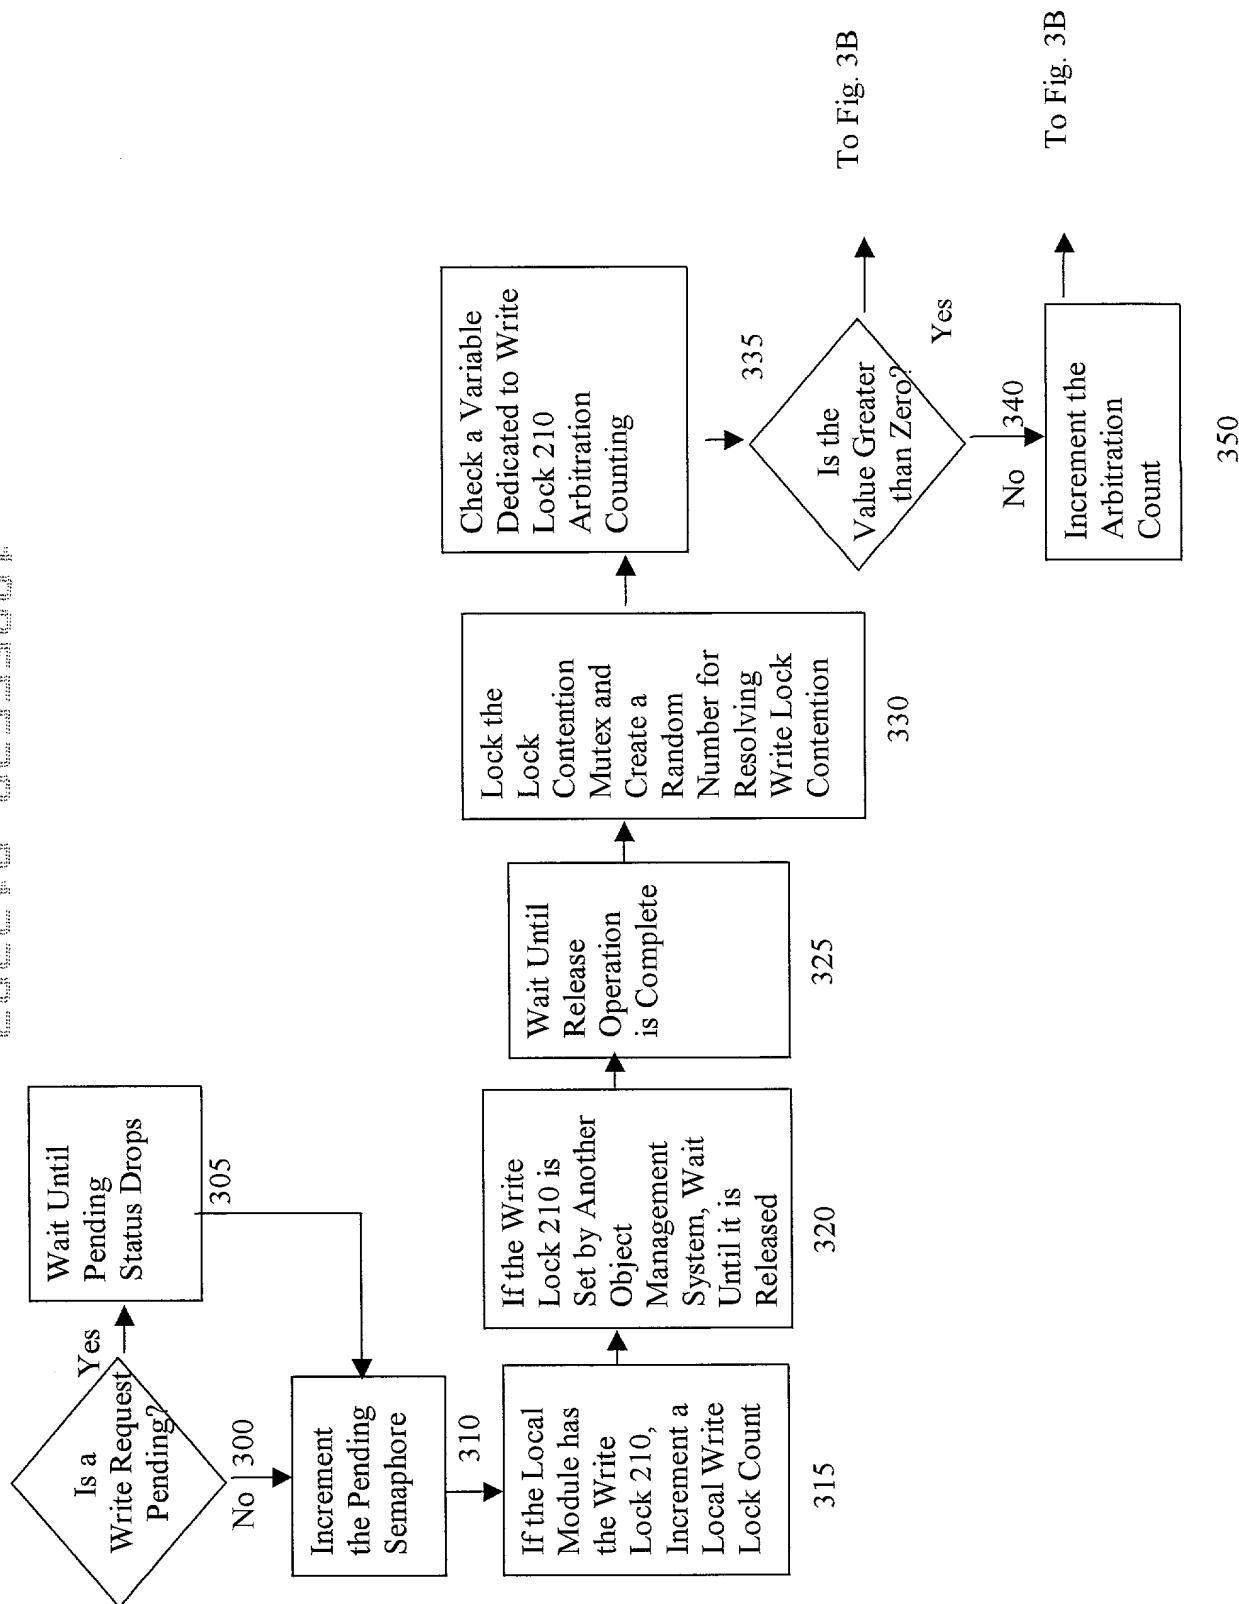 Is a
Write Request
Pending?
Yes
No
300
Wait Until
Pending
Status Drops
305
Increment
the Pending
Semaphore
310
If the Local
Module has
the Write
Lock 210,
Increment a
Local Write
Lock Count
315
If the Write
Lock 210 is
Set by Another
Object
Management
System, Wait
Until it is
Released
320
Wait Until
Release
Operation
is Complete
325
Lock the
Lock
Contention
Mutex and
Create a
Random
Number for
Resolving
Write Lock
Contention
330
Check a Variable
Dedicated to Write
Lock 210
Arbitration
Counting
335
Is the
Value Greater
than Zero?
Yes
To Fig. 3B
No
340
Increment the
Arbitration
Count
350
To Fig. 3B